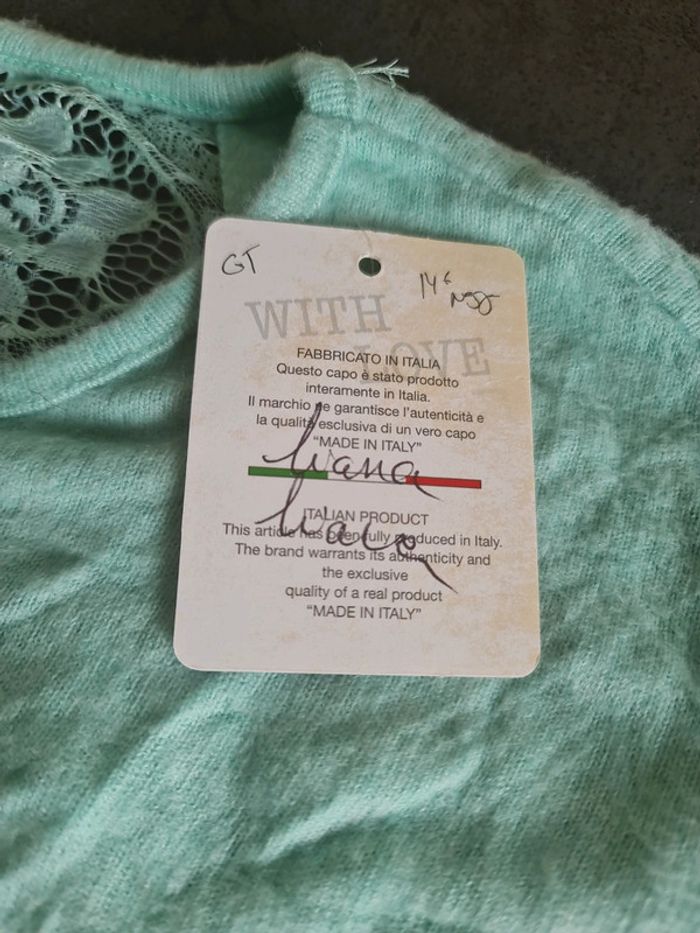 GT
14€
WITH
LOVE
FABBRICATO IN ITALIA
Questo capo è stato prodotto
interamente in Italia.
Il marchio ne garantisce l'autenticità e
la qualità esclusiva di un vero capo
"MADE IN ITALY"
ITALIAN PRODUCT
This article has been fully produced in Italy.
The brand warrants its authenticity and
the exclusive
quality of a real product
"MADE IN ITALY"